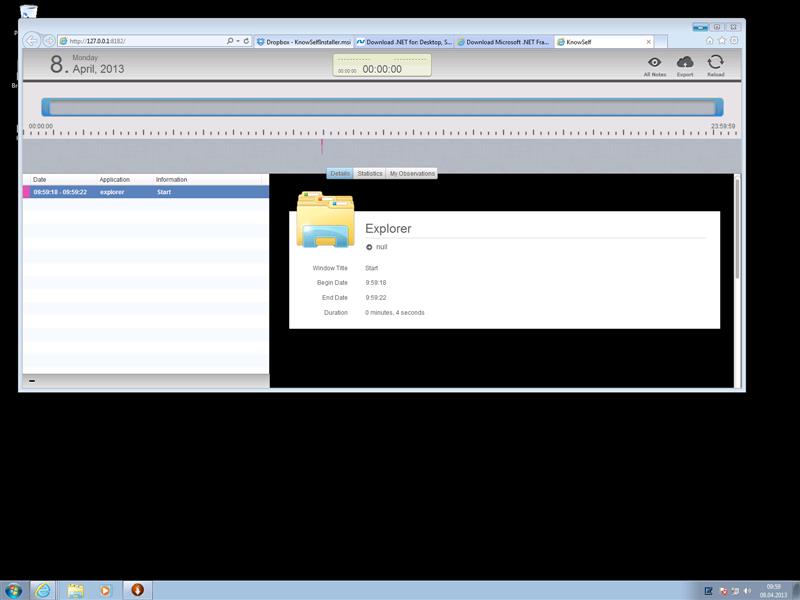 http://127.0.0.1:8182/
Dropbox - KnowSelfInstaller.msi
Download .NET for: Desktop, S...
Download Microsoft .NET Fra...
KnowSelf
8.
Monday
April, 2013
00:00:00
00:00:00
All Notes
Export
Reload
00:00:00
23:59:59
Details
Statistics
My Observations
Date
Application
Information
09:59:18 - 09:59:22
explorer
Start
Explorer
null
Window Title
Start
Begin Date
9:59:18
End Date
9:59:22
Duration
0 minutes, 4 seconds
09:59
08.04.2013